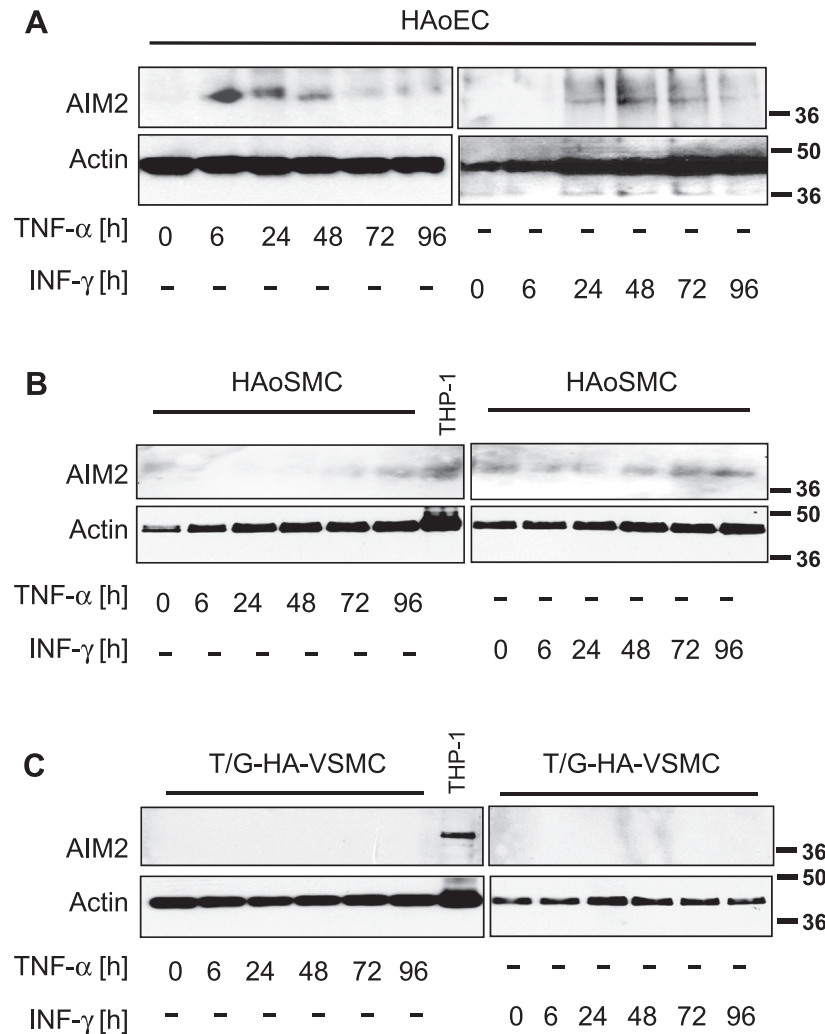 A
HAoEC
AIM2
36
Actin
50
36
TNF-α [h] 0 6 24 48 72 96 – – – – – –
INF-γ [h] – – – – – – 0 6 24 48 72 96
B
HAoSMC THP-1 HAoSMC
AIM2
36
Actin
50
36
TNF-α [h] 0 6 24 48 72 96 – – – – – –
INF-γ [h] – – – – – – 0 6 24 48 72 96
C
T/G-HA-VSMC THP-1 T/G-HA-VSMC
AIM2
36
Actin
50
36
TNF-α [h] 0 6 24 48 72 96 – – – – – –
INF-γ [h] – – – – – – 0 6 24 48 72 96